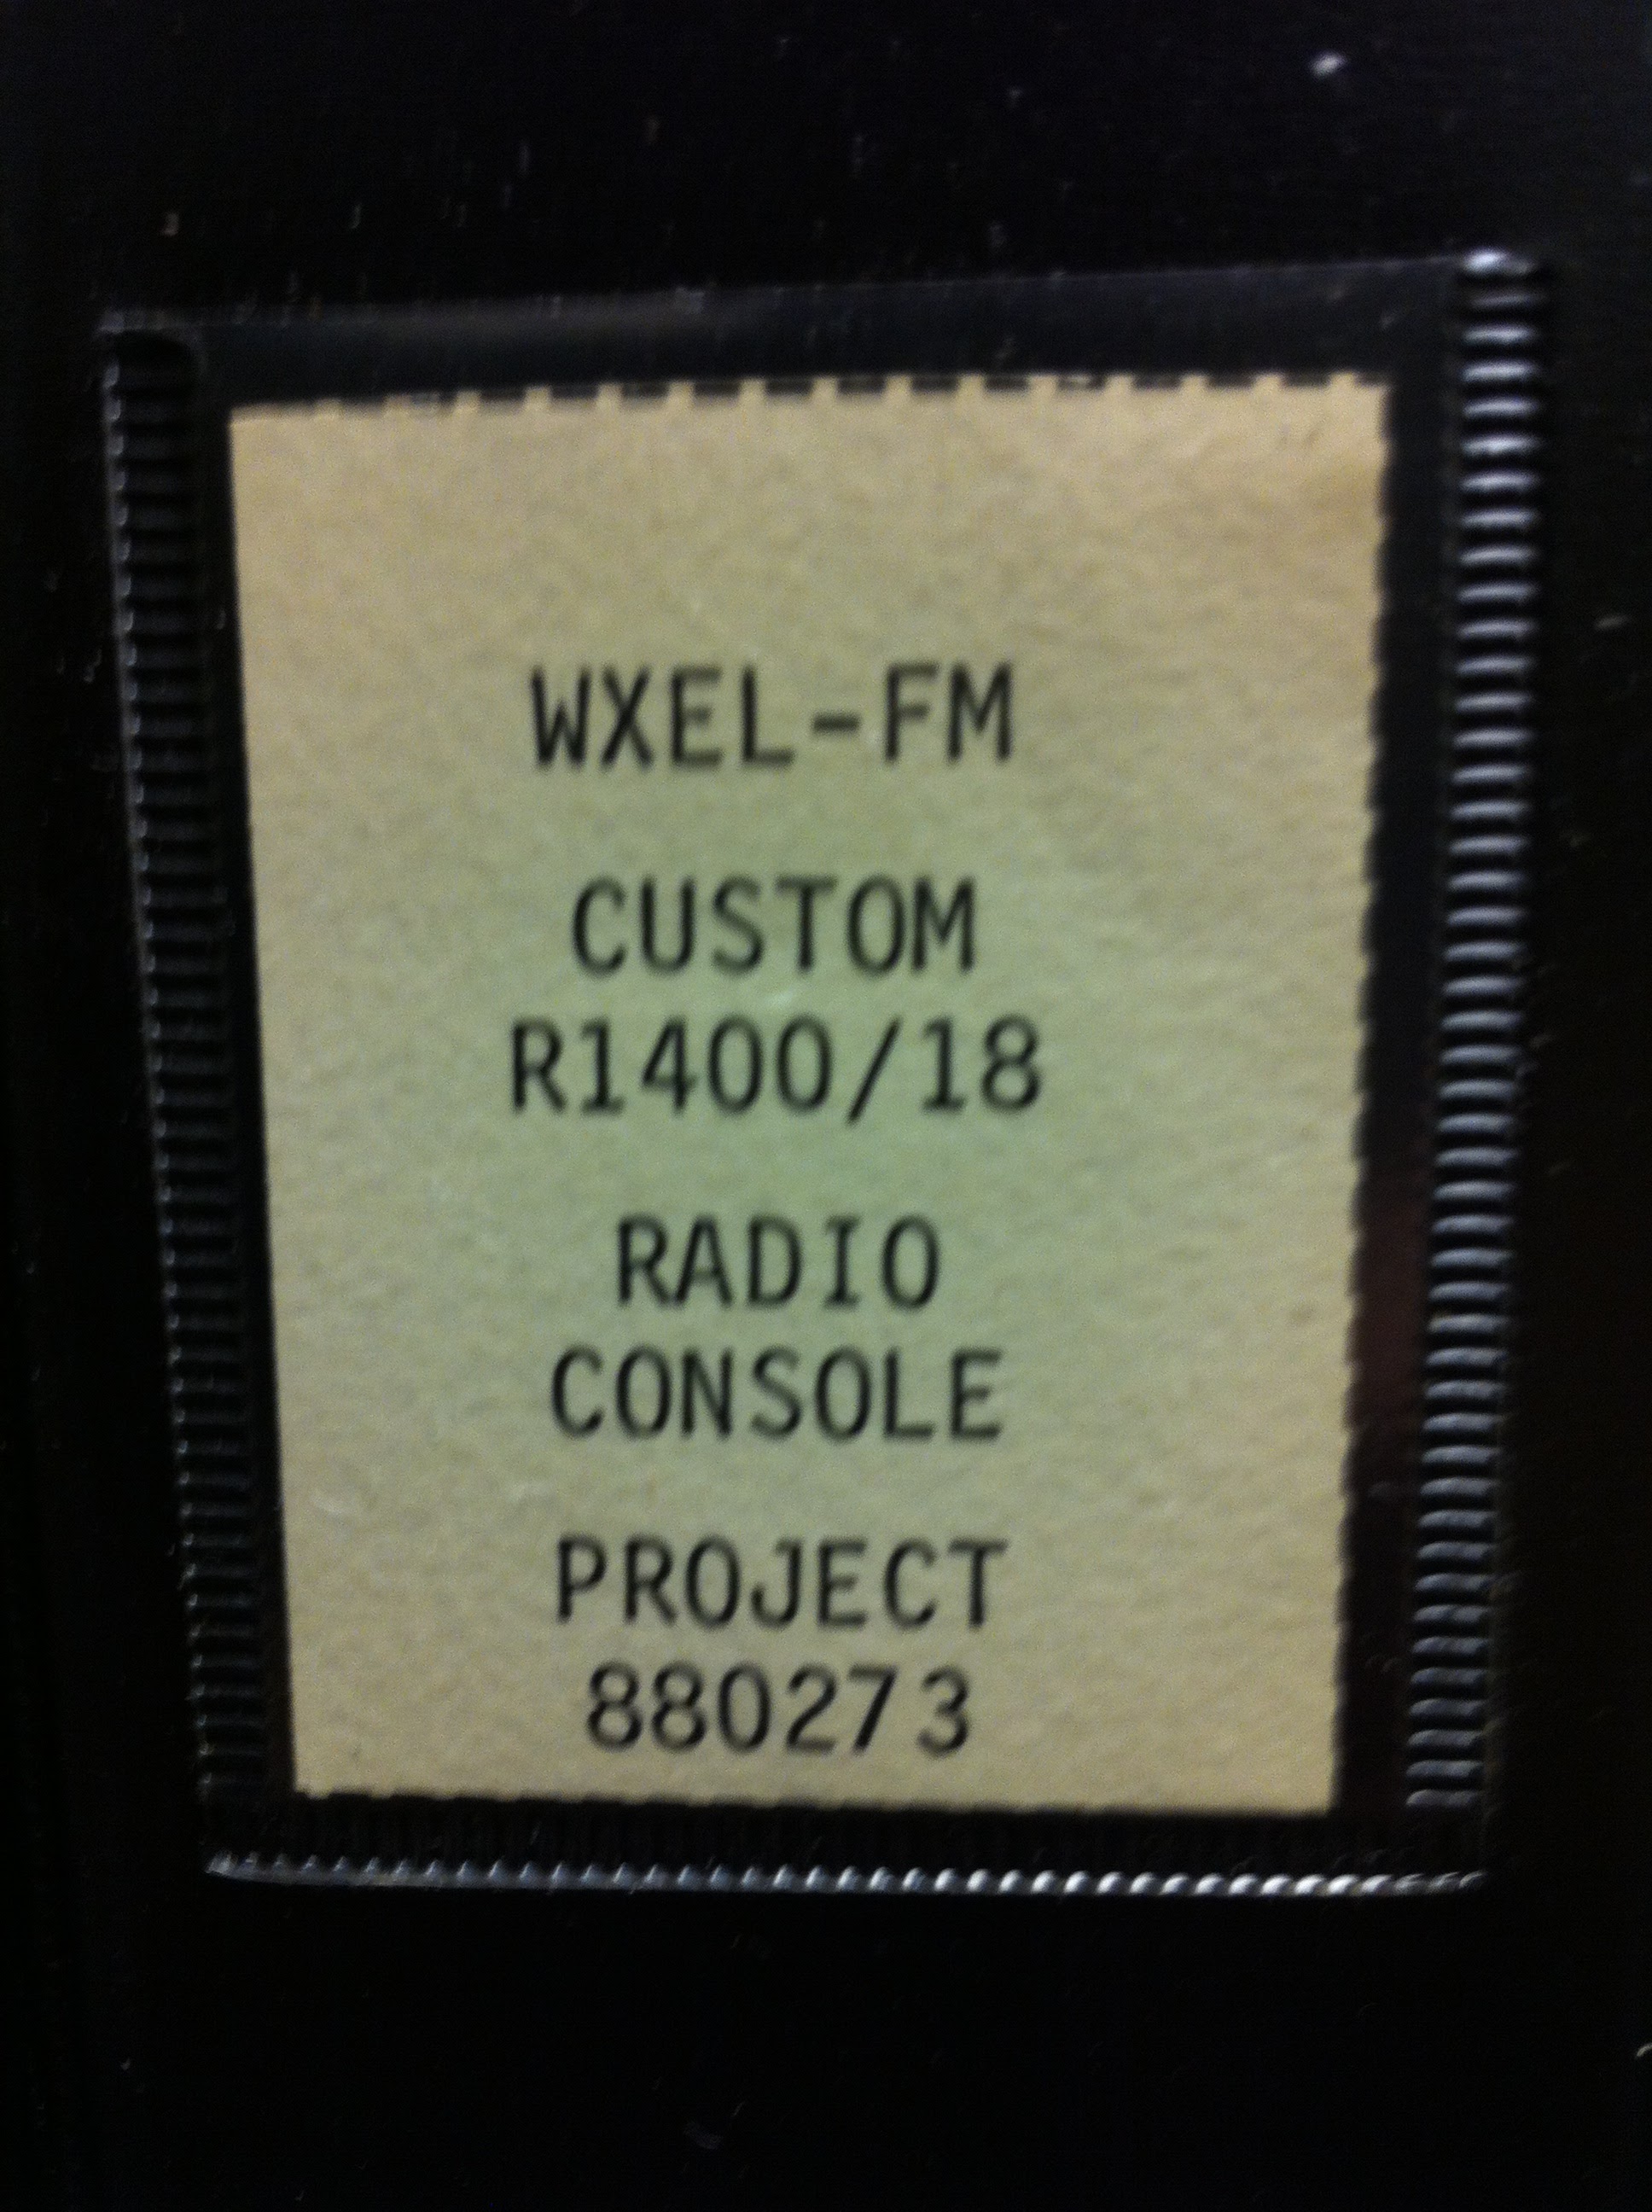 WXEL-FM
CUSTOM
R1400/18
RADIO
CONSOLE
PROJECT
880273